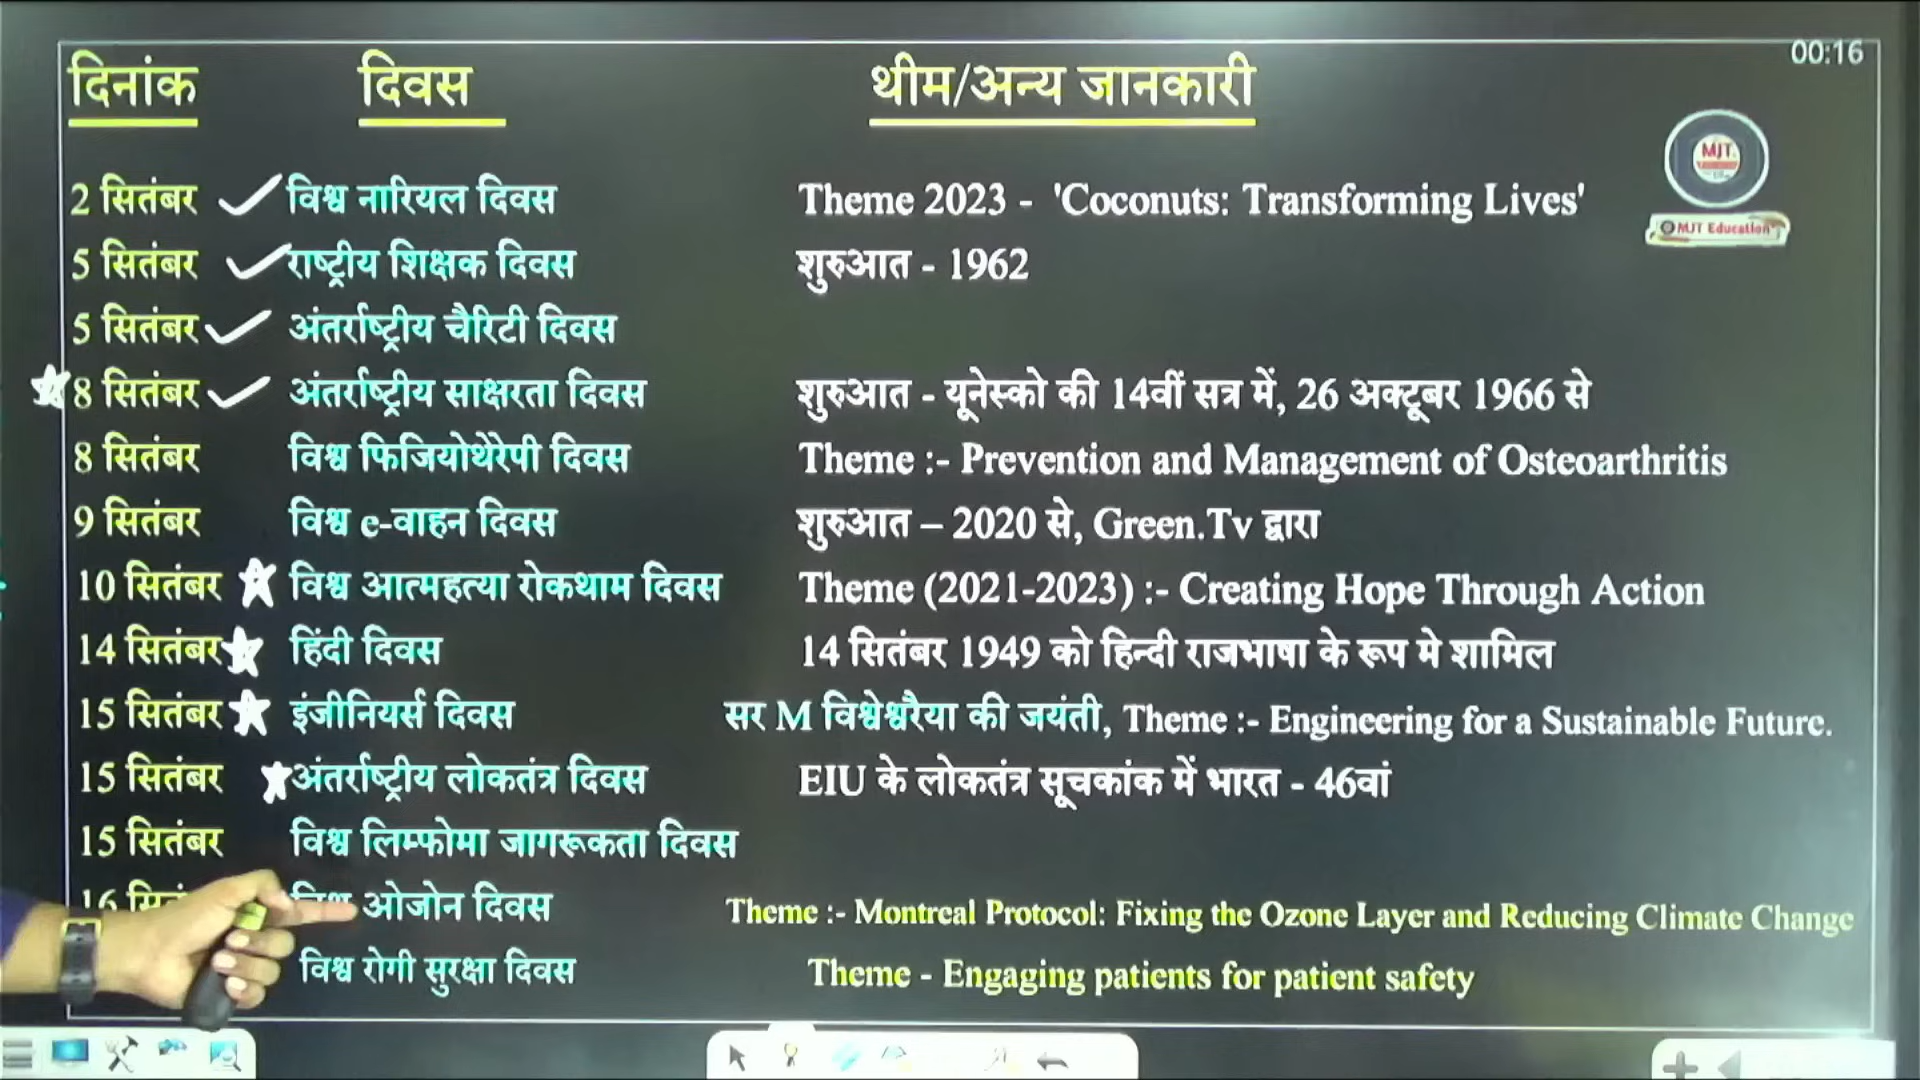 00:16
दिनांक दिवस थीम/अन्य जानकारी
MJT
MJT Education
2 सितंबर विश्व नारियल दिवस Theme 2023 - 'Coconuts: Transforming Lives'
5 सितंबर राष्ट्रीय शिक्षक दिवस शुरुआत - 1962
5 सितंबर अंतर्राष्ट्रीय चैरिटी दिवस
8 सितंबर अंतर्राष्ट्रीय साक्षरता दिवस शुरुआत - यूनेस्को की 14वीं सत्र में, 26 अक्टूबर 1966 से
8 सितंबर विश्व फिजियोथेरेपी दिवस Theme :- Prevention and Management of Osteoarthritis
9 सितंबर विश्व e-वाहन दिवस शुरुआत – 2020 से, Green.Tv द्वारा
10 सितंबर विश्व आत्महत्या रोकथाम दिवस Theme (2021-2023) :- Creating Hope Through Action
14 सितंबर हिंदी दिवस 14 सितंबर 1949 को हिन्दी राजभाषा के रूप मे शामिल
15 सितंबर इंजीनियर्स दिवस सर M विश्वेश्वरैया की जयंती, Theme :- Engineering for a Sustainable Future.
15 सितंबर अंतर्राष्ट्रीय लोकतंत्र दिवस EIU के लोकतंत्र सूचकांक में भारत - 46वां
15 सितंबर विश्व लिम्फोमा जागरूकता दिवस
16 ओजोन दिवस Theme :- Montreal Protocol: Fixing the Ozone Layer and Reducing Climate Change
विश्व रोगी सुरक्षा दिवस Theme - Engaging patients for patient safety